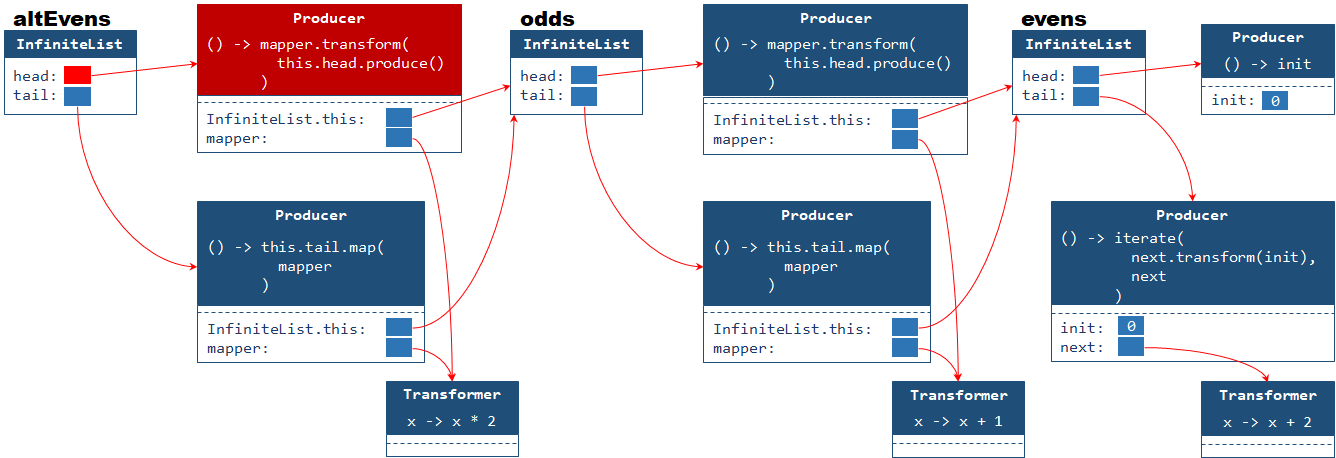 altEvens
InfiniteList
head:
tail:
Producer
() -> mapper.transform(
this.head.produce()
)
InfiniteList.this:
mapper:
Producer
() -> this.tail.map(
mapper
)
InfiniteList.this:
mapper:
Transformer
x -> x * 2
odds
InfiniteList
head:
tail:
Producer
() -> mapper.transform(
this.head.produce()
)
InfiniteList.this:
mapper:
Producer
() -> this.tail.map(
mapper
)
InfiniteList.this:
mapper:
Transformer
x -> x + 1
evens
InfiniteList
head:
tail:
Producer
() -> init
init: 0
Producer
() -> iterate(
next.transform(init),
next
)
init: 0
next:
Transformer
x -> x + 2